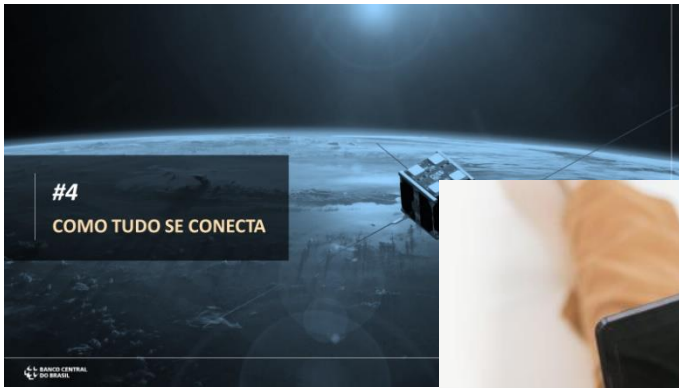 #4
COMO TUDO SE CONECTA
BANCO CENTRAL
DO BRASIL